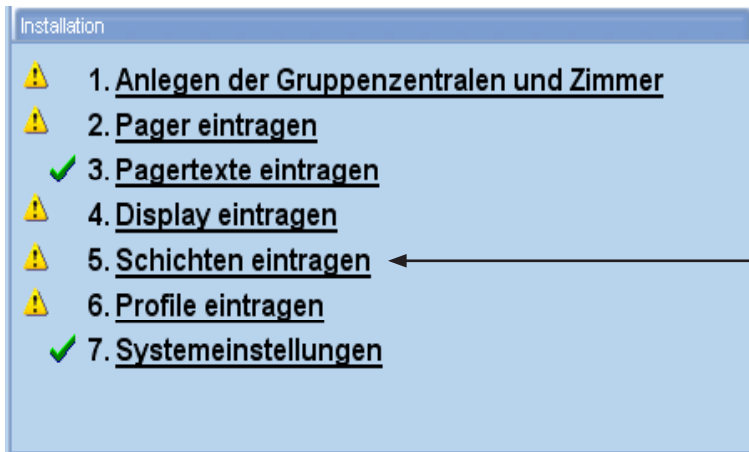 Installation
1. Anlegen der Gruppenzentralen und Zimmer
2. Pager eintragen
3. Pagertexte eintragen
4. Display eintragen
5. Schichten eintragen
6. Profile eintragen
7. Systemeinstellungen